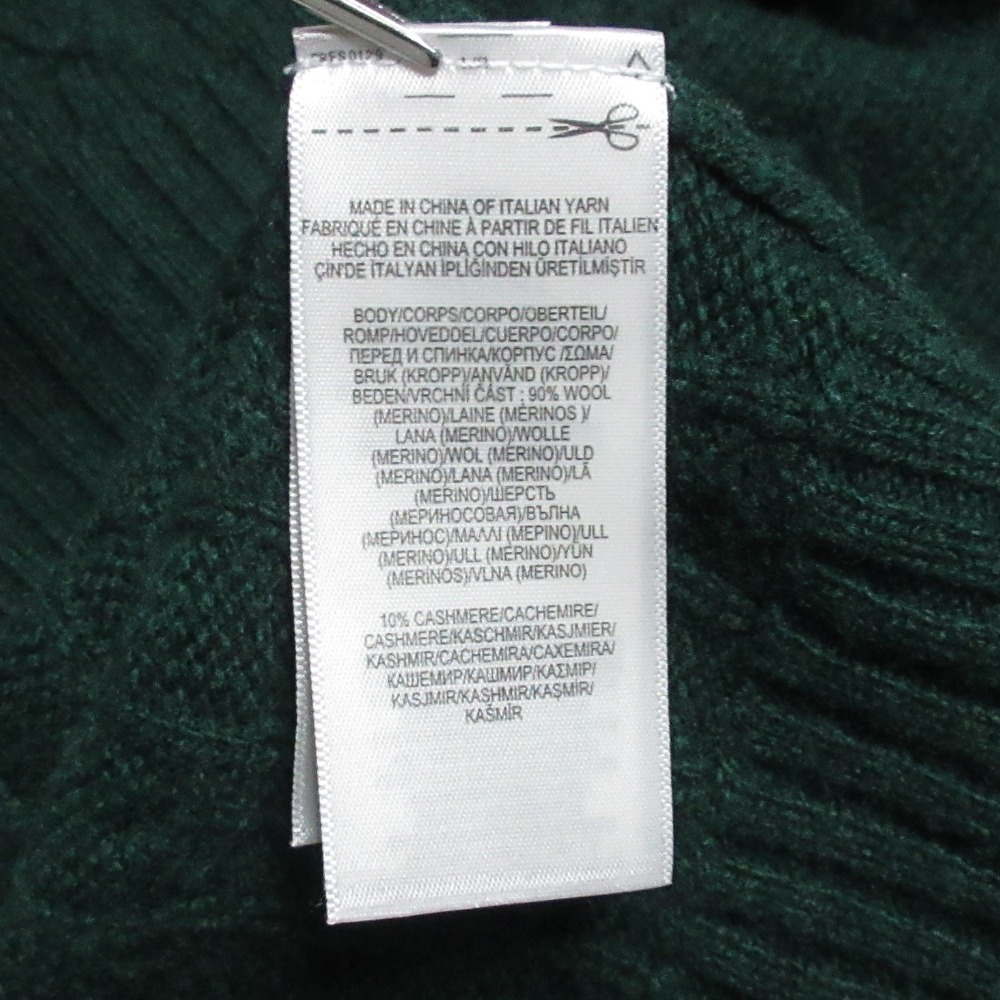 MADE IN CHINA OF ITALIAN YARN
FABRIQUÉ EN CHINE À PARTIR DE FIL ITALIEN
HECHO EN CHINA CON HILO ITALIANO
ÇİN'DE İTALYAN İPLİĞİNDEN ÜRETİLMİŞTİR
BODY/CORPS/CORPO/OBERTEIL/
ROMP/HOVEDDEL/CUERPO/CORPO/
ПЕРЕД И СПИНКА/КОРПУС /ΣΩΜΑ/
BRUK (KROPP)/ANVÄND (KROPP)/
BEDEN/VRCHNÍ ČÁST : 90% WOOL
(MERINO)/LAINE (MÉRINOS )/
LANA (MERINO)/WOLLE
(MERINO)/WOL (MERINO)/ULD
(MERINO)/LANA (MERINO)/LÃ
(MERINO)/ШЕРСТЬ
(МЕРИНОСОВАЯ)/ВЪЛНА
(МЕРИНОС)/ΜΑΛΛΙ (ΜΕΡΙΝΟ)/ULL
(MERINO)/ULL (MERINO)/YÜN
(MERİNOS)/VLNA (MERINO)
10% CASHMERE/CACHEMIRE/
CASHMERE/KASCHMIR/KASJMIER/
KASHMIR/CACHEMIRA/CAXEMIRA/
КАШЕМИР/КАШМИР/ΚΑΣΜΙΡ/
KASJMIR/KASHMIR/KAŞMİR/
KAŠMÍR